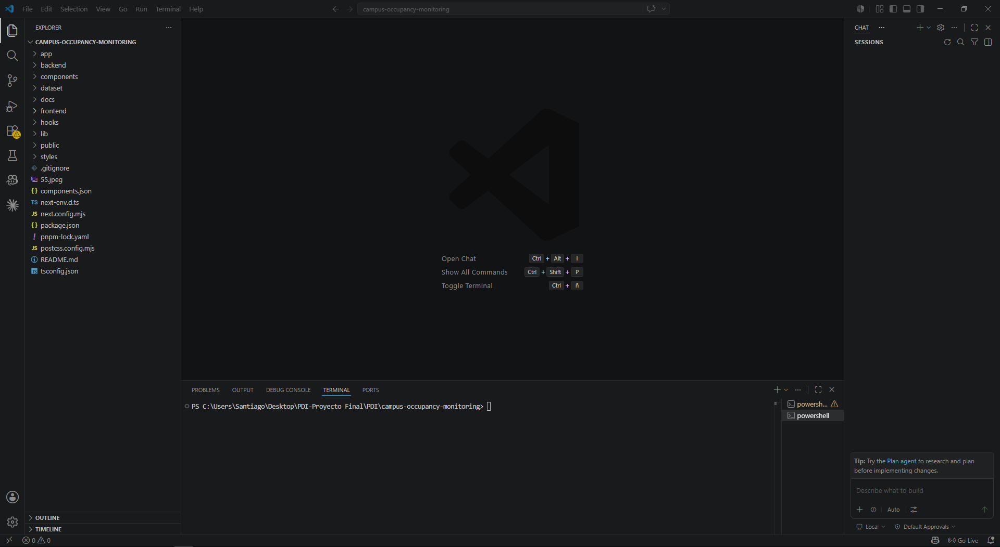 File Edit Selection View Go Run Terminal Help
campus-occupancy-monitoring
EXPLORER
CAMPUS-OCCUPANCY-MONITORING
app
backend
components
dataset
docs
frontend
hooks
lib
public
styles
.gitignore
55.jpeg
{} components.json
TS next-env.d.ts
JS next.config.mjs
{} package.json
! pnpm-lock.yaml
JS postcss.config.mjs
README.md
TS tsconfig.json
OUTLINE
TIMELINE
Open Chat Ctrl + Alt + I
Show All Commands Ctrl + Shift + P
Toggle Terminal Ctrl + ñ
PROBLEMS OUTPUT DEBUG CONSOLE TERMINAL PORTS
PS C:\Users\Santiago\Desktop\PDI-Proyecto Final\PDI\campus-occupancy-monitoring>
powersh...
powershell
CHAT
SESSIONS
Tip: Try the Plan agent to research and plan
before implementing changes.
Describe what to build
Auto
Local Default Approvals
0 0
Go Live